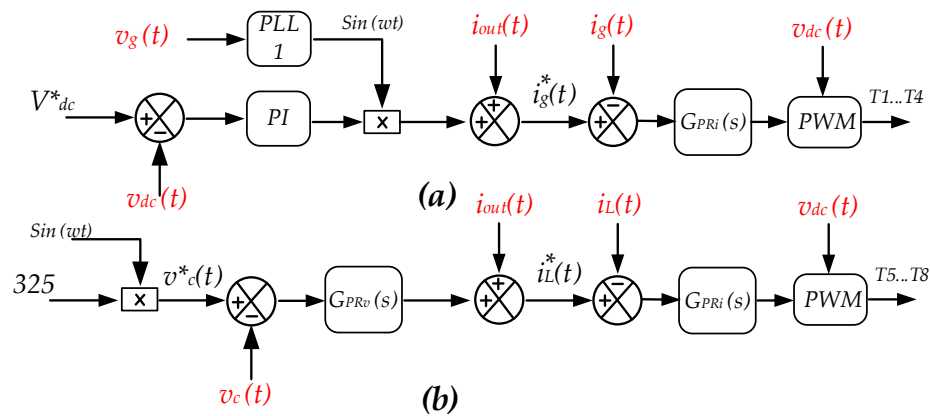 v_g(t)
PLL
1
Sin(wt)
i_out(t)
i_g(t)
v_dc(t)
V*_dc
+
−
PI
x
+
+
i*_g(t)
−
+
G_PRi(s)
PWM
T1...T4
v_dc(t)
(a)
i_out(t)
i_L(t)
v_dc(t)
Sin(wt)
325
x
v*_c(t)
+
−
G_PRv(s)
+
+
i*_L(t)
−
+
G_PRi(s)
PWM
T5...T8
v_c(t)
(b)